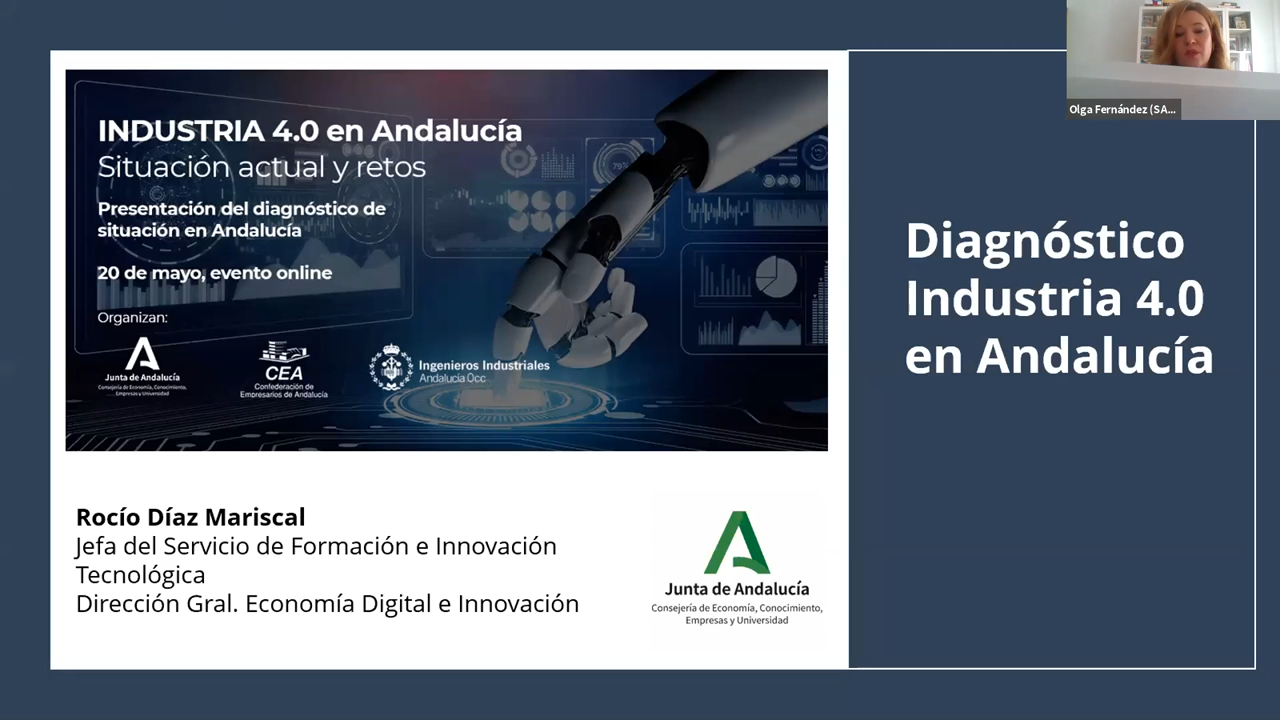 INDUSTRIA 4.0 en Andalucía
Situación actual y retos
Presentación del diagnóstico de
situación en Andalucía
20 de mayo, evento online
Organizan:
Junta de Andalucía
Consejería de Economía, Conocimiento,
Empresas y Universidad
CEA
Confederación de
Empresarios de Andalucía
Ingenieros Industriales
Andalucía Occ
79%
Rocío Díaz Mariscal
Jefa del Servicio de Formación e Innovación
Tecnológica
Dirección Gral. Economía Digital e Innovación
Junta de Andalucía
Consejería de Economía, Conocimiento,
Empresas y Universidad
Olga Fernández (SA...
Diagnóstico
Industria 4.0
en Andalucía